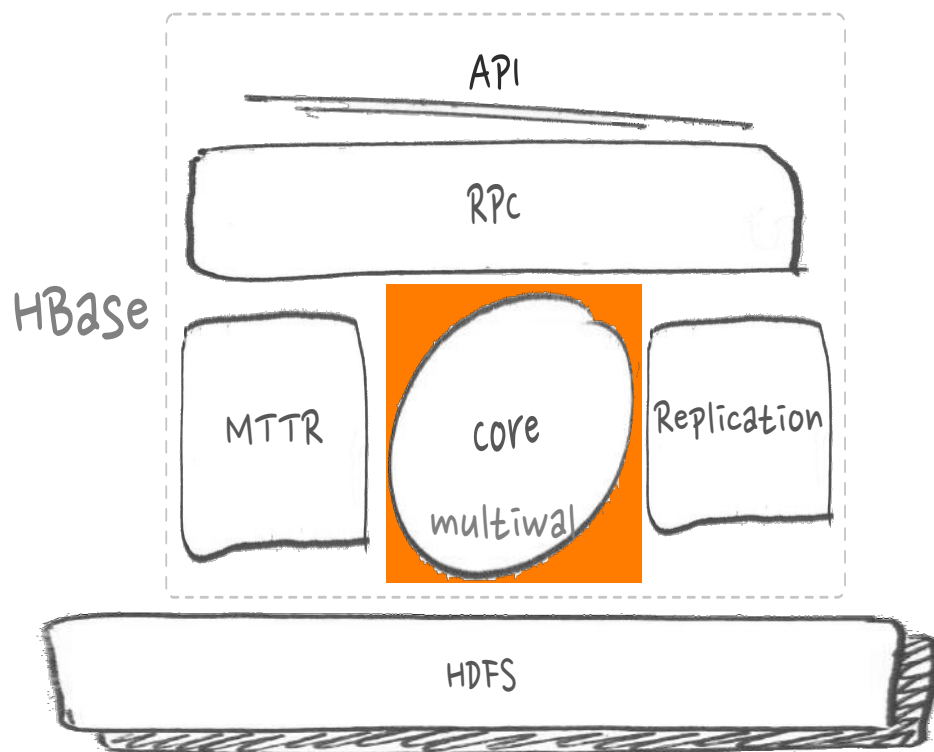 API
RPC
HBase
MTTR
core
Replication
multiwal
HDFS